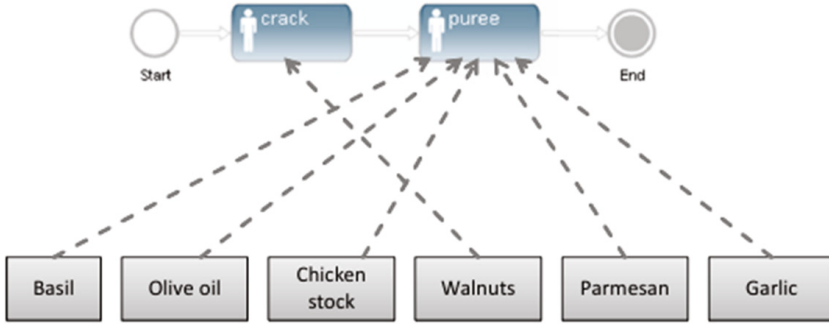 crack
puree
Start
End
Basil
Olive oil
Chicken
stock
Walnuts
Parmesan
Garlic